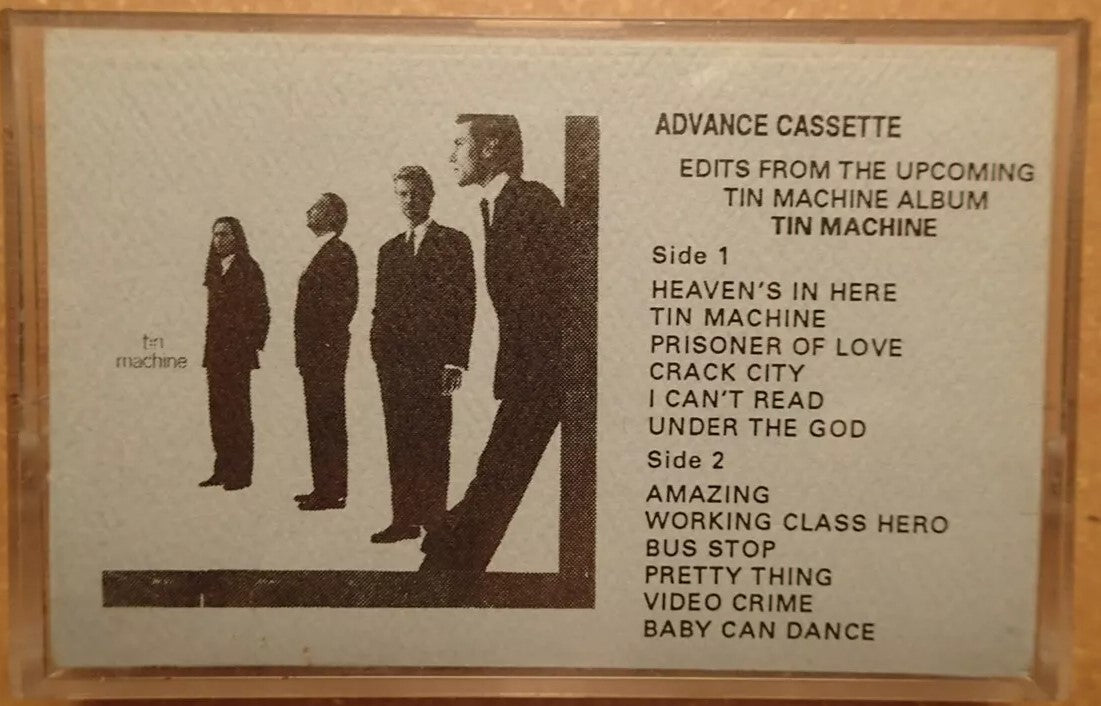 tin
machine
ADVANCE CASSETTE
EDITS FROM THE UPCOMING
TIN MACHINE ALBUM
TIN MACHINE
Side 1
HEAVEN'S IN HERE
TIN MACHINE
PRISONER OF LOVE
CRACK CITY
I CAN'T READ
UNDER THE GOD
Side 2
AMAZING
WORKING CLASS HERO
BUS STOP
PRETTY THING
VIDEO CRIME
BABY CAN DANCE